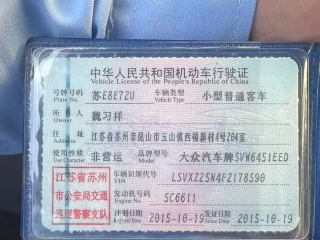 中华人民共和国机动车行驶证
Vehicle License of the People's Republic of China
号牌号码 苏E8E72U 车辆类型 小型普通客车
Plate No. Vehicle Type
所有人 魏习祥
Owner
住址 江苏省苏州市昆山市玉山镇西塘新村4号204室
Address
使用性质 非营运 品牌型号 大众汽车牌SVW6451EED
Use Character Model
江苏省苏州 车辆识别代号 LSVXZ25N4F2178590
VIN
市公安局交通 发动机号码 5C6611
Engine No.
巡逻警察支队 注册日期 2015-10-19 发证日期 2015-10-19
Register Date Issue Date